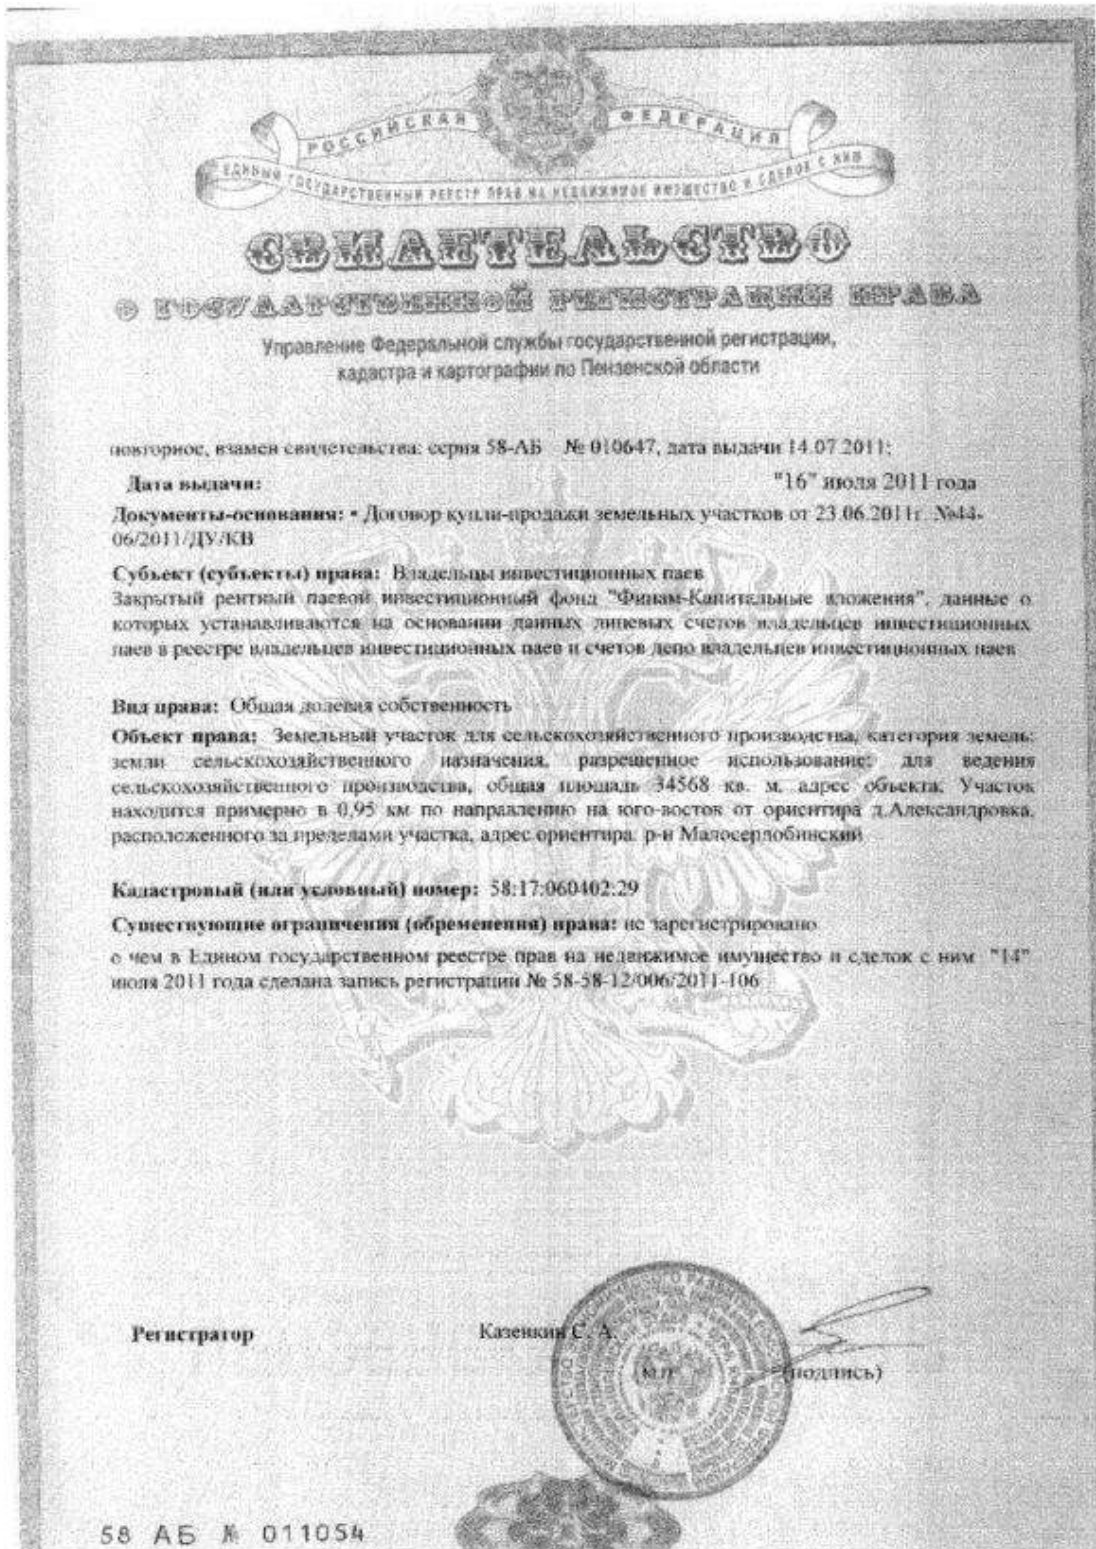 РОССИЙСКАЯ ФЕДЕРАЦИЯ
ЕДИНЫЙ ГОСУДАРСТВЕННЫЙ РЕЕСТР ПРАВ НА НЕДВИЖИМОЕ ИМУЩЕСТВО И СДЕЛОК С НИМ
СВИДЕТЕЛЬСТВО
О ГОСУДАРСТВЕННОЙ РЕГИСТРАЦИИ ПРАВА
Управление Федеральной службы государственной регистрации,
кадастра и картографии по Пензенской области
повторное, взамен свидетельства: серия 58-АБ № 010647, дата выдачи 14.07.2011;
Дата выдачи: "16" июля 2011 года
Документы-основания: • Договор купли-продажи земельных участков от 23.06.2011г. №44-
06/2011/ДУ/КВ
Субъект (субъекты) права: Владельцы инвестиционных паев
Закрытый рентный паевой инвестиционный фонд "Финам-Капитальные вложения", данные о
которых устанавливаются на основании данных лицевых счетов владельцев инвестиционных
паев в реестре владельцев инвестиционных паев и счетов депо владельцев инвестиционных паев
Вид права: Общая долевая собственность
Объект права: Земельный участок для сельскохозяйственного производства, категория земель:
земли сельскохозяйственного назначения, разрешенное использование: для ведения
сельскохозяйственного производства, общая площадь 34568 кв. м, адрес объекта: Участок
находится примерно в 0,95 км по направлению на юго-восток от ориентира д.Александровка,
расположенного за пределами участка, адрес ориентира: р-н Малосердобинский
Кадастровый (или условный) номер: 58:17:060402:29
Существующие ограничения (обременения) права: не зарегистрировано
о чем в Едином государственном реестре прав на недвижимое имущество и сделок с ним "14"
июля 2011 года сделана запись регистрации № 58-58-12/006/2011-106
Регистратор Казенкин С. А.
(м.п. (подпись)
58 АБ № 011054